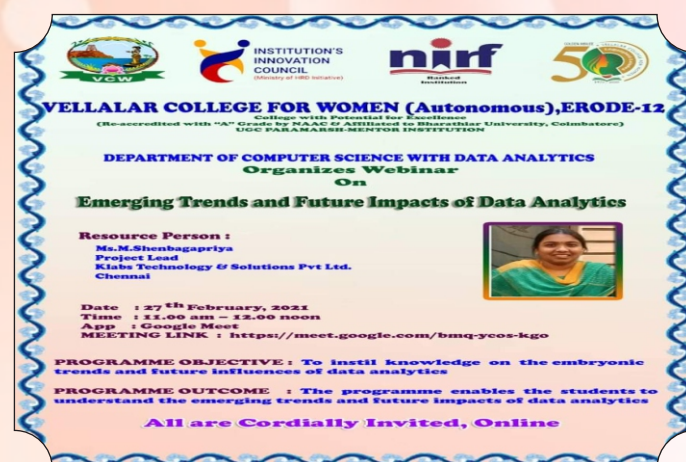 VCW
INSTITUTION'S
INNOVATION
COUNCIL
(Ministry of HRD Initiative)
nirf
Ranked
Institution
50
VELLALAR COLLEGE FOR WOMEN (Autonomous),ERODE-12
College with Potential for Excellence
(Re-accredited with "A" Grade by NAAC & Affiliated to Bharathiar University, Coimbatore)
UGC PARAMARSH-MENTOR INSTITUTION
DEPARTMENT OF COMPUTER SCIENCE WITH DATA ANALYTICS
Organizes Webinar
On
Emerging Trends and Future Impacts of Data Analytics
Resource Person :
Ms.M.Shenbagapriya
Project Lead
Klabs Technology & Solutions Pvt Ltd.
Chennai
Date : 27th February, 2021
Time : 11.00 am – 12.00 noon
App : Google Meet
MEETING LINK : https://meet.google.com/bmq-ycos-kgo
PROGRAMME OBJECTIVE : To instil knowledge on the embryonic
trends and future influences of data analytics
PROGRAMME OUTCOME : The programme enables the students to
understand the emerging trends and future impacts of data analytics
All are Cordially Invited, Online